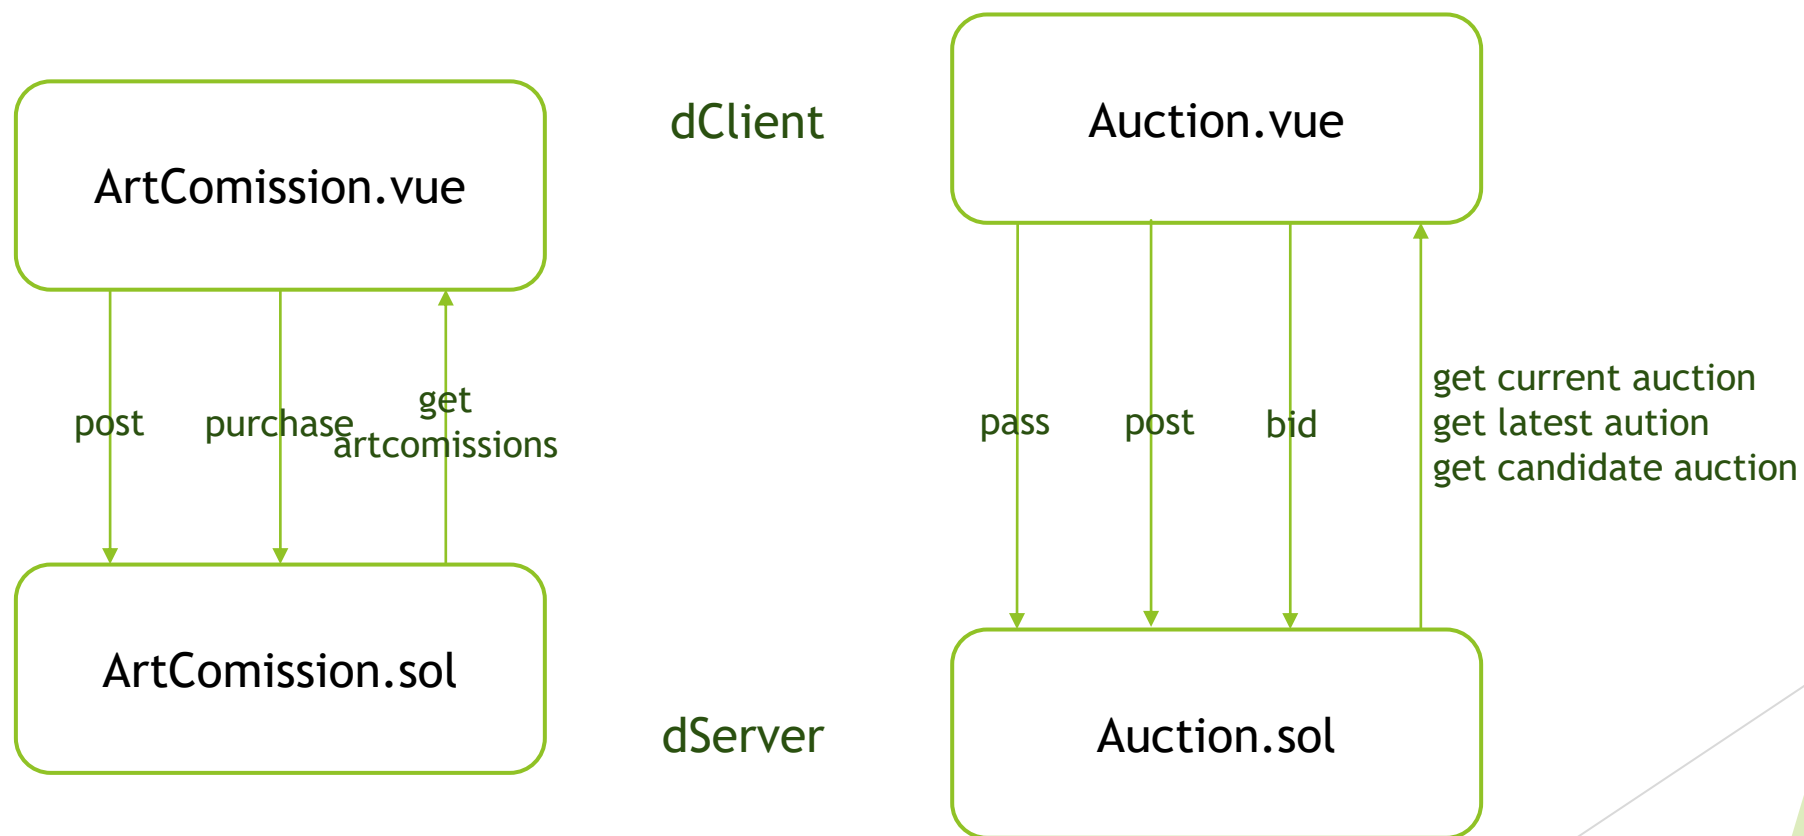 ArtComission.vue
dClient
Auction.vue
post
purchase
get
artcomissions
pass
post
bid
get current auction
get latest aution
get candidate auction
ArtComission.sol
dServer
Auction.sol